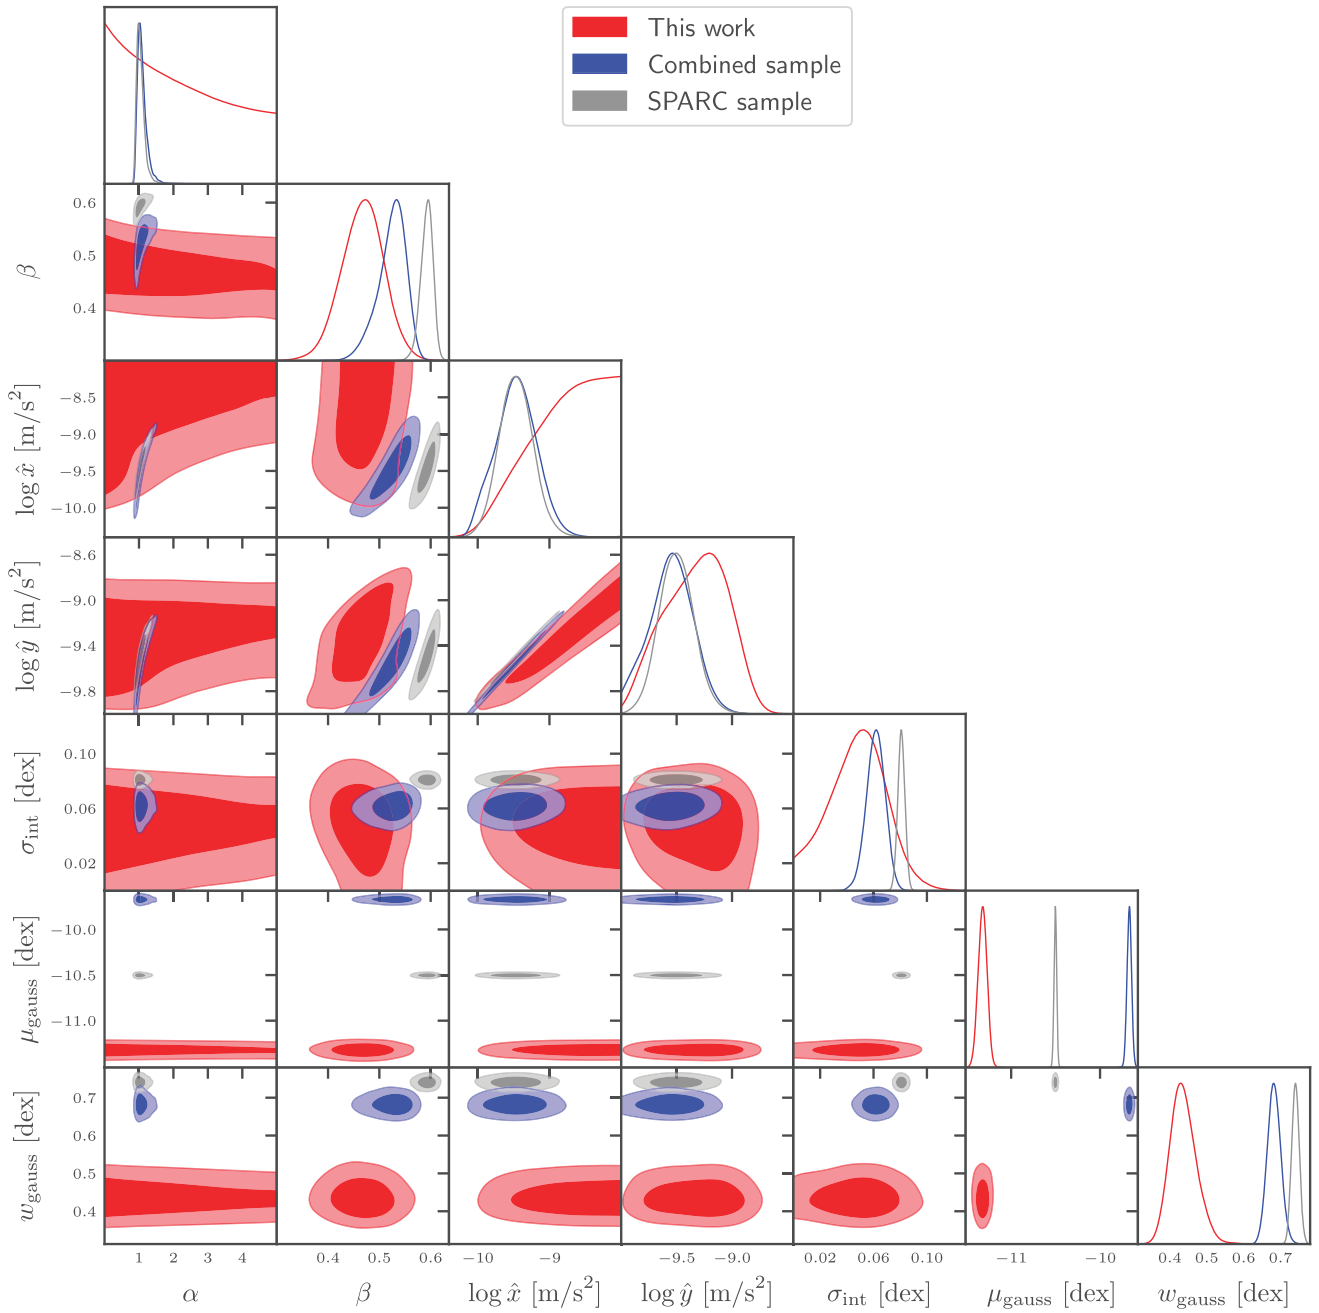 This work
Combined sample
SPARC sample
0.6
0.5
0.4
β
−8.5
−9.0
−9.5
−10.0
log x̂ [m/s²]
−8.6
−9.0
−9.4
−9.8
log ŷ [m/s²]
0.10
0.06
0.02
σint [dex]
−10.0
−10.5
−11.0
μgauss [dex]
0.7
0.6
0.5
0.4
wgauss [dex]
1 2 3 4 0.4 0.5 0.6 −10 −9 −9.5 −9.0 0.02 0.06 0.10 −11 −10 0.4 0.5 0.6 0.7
α β log x̂ [m/s²] log ŷ [m/s²] σint [dex] μgauss [dex] wgauss [dex]